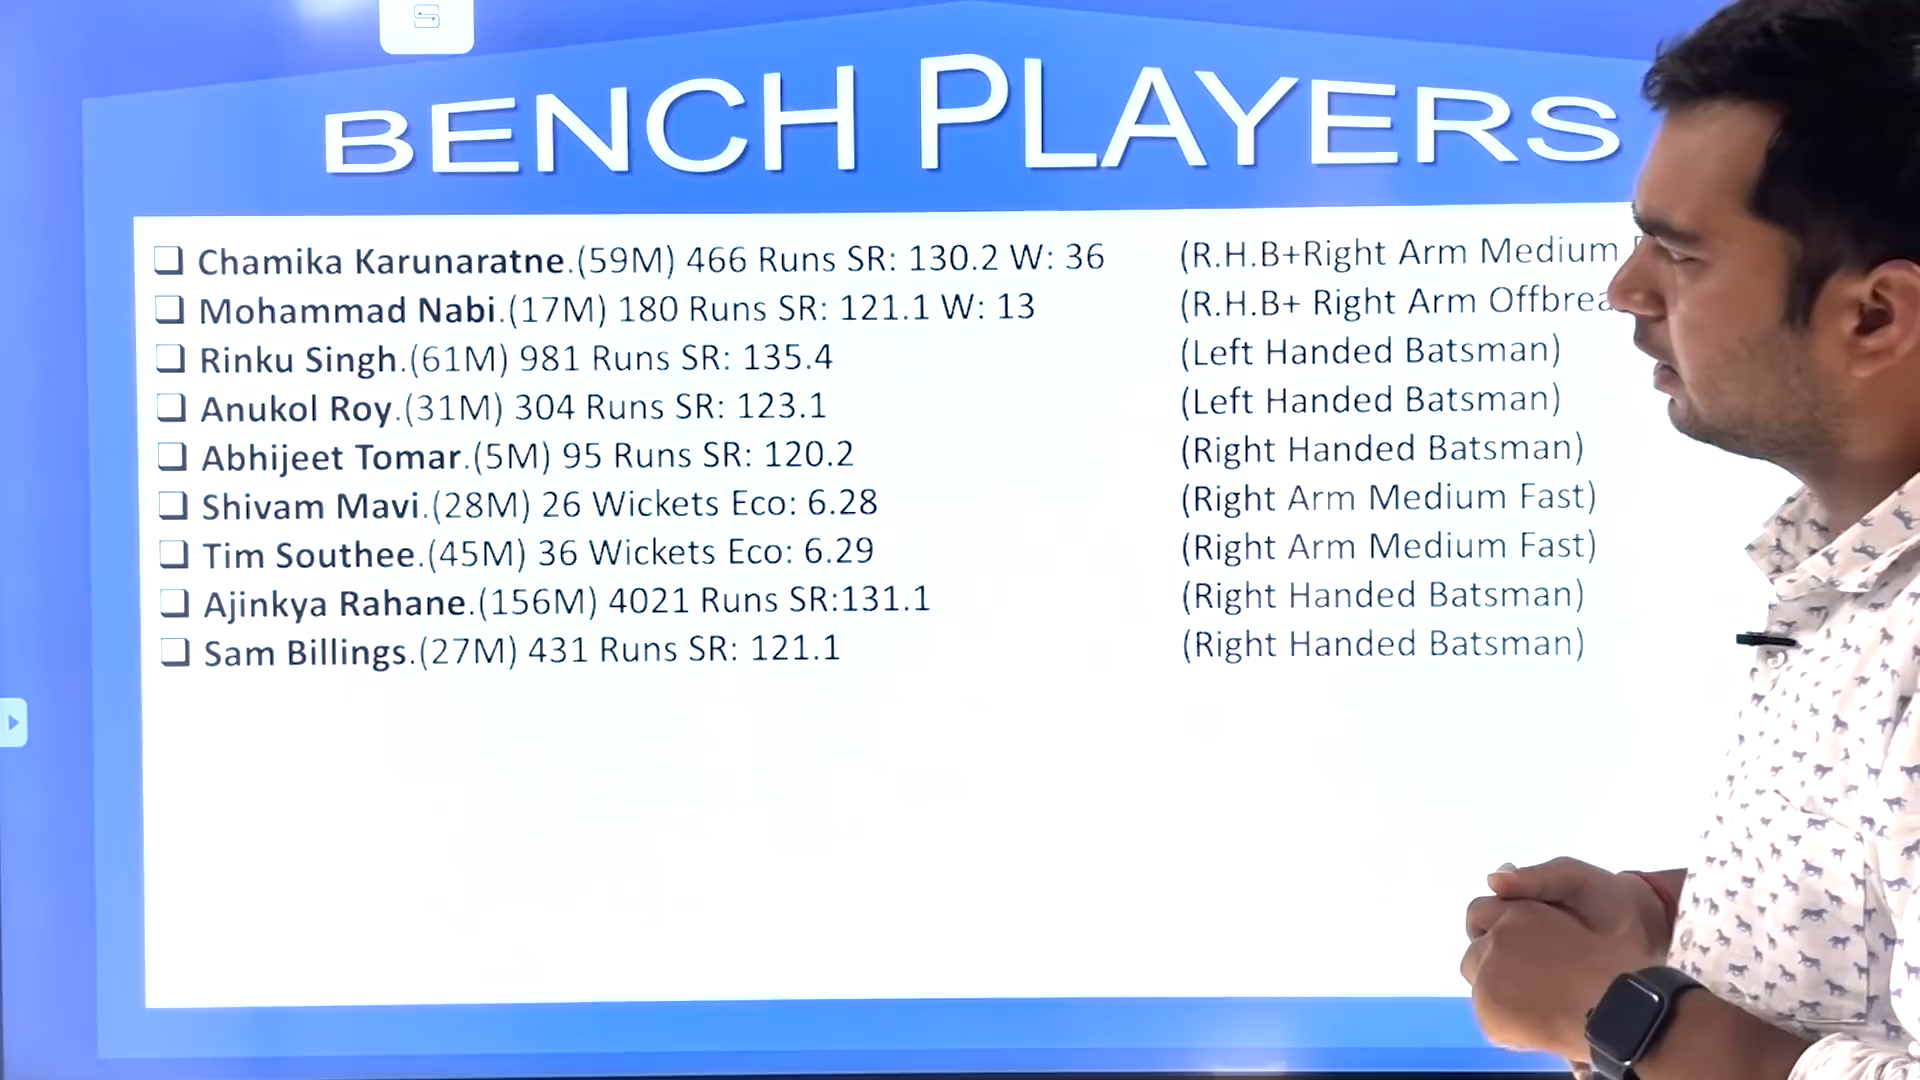 BENCH PLAYERS
Chamika Karunaratne.(59M) 466 Runs SR: 130.2 W: 36 (R.H.B+Right Arm Medium
Mohammad Nabi.(17M) 180 Runs SR: 121.1 W: 13 (R.H.B+ Right Arm
Rinku Singh.(61M) 981 Runs SR: 135.4 (Left Handed Batsman)
Anukol Roy.(31M) 304 Runs SR: 123.1 (Left Handed Batsman)
Abhijeet Tomar.(5M) 95 Runs SR: 120.2 (Right Handed Batsman)
Shivam Mavi.(28M) 26 Wickets Eco: 6.28 (Right Arm Medium Fast)
Tim Southee.(45M) 36 Wickets Eco: 6.29 (Right Arm Medium Fast)
Ajinkya Rahane.(156M) 4021 Runs SR:131.1 (Right Handed Batsman)
Sam Billings.(27M) 431 Runs SR: 121.1 (Right Handed Batsman)